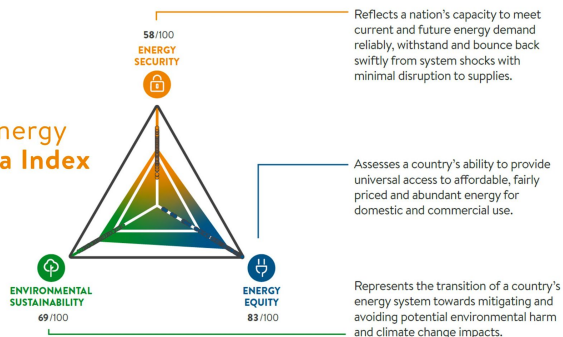 Reflects a nation's capacity to meet
current and future energy demand
reliably, withstand and bounce back
swiftly from system shocks with
minimal disruption to supplies.
58/100
ENERGY
SECURITY
a Index
Assesses a country's ability to provide
universal access to affordable, fairly
priced and abundant energy for
domestic and commercial use.
ENVIRONMENTAL
SUSTAINABILITY
69/100
ENERGY
EQUITY
83/100
Represents the transition of a country's
energy system towards mitigating and
avoiding potential environmental harm
and climate change impacts.